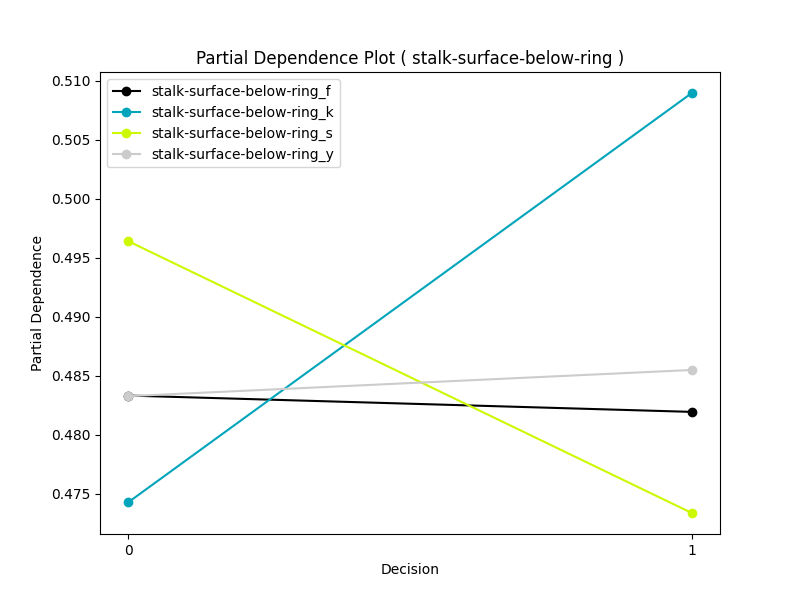 Partial Dependence Plot ( stalk-surface-below-ring )
stalk-surface-below-ring_f
stalk-surface-below-ring_k
stalk-surface-below-ring_s
stalk-surface-below-ring_y
0.510
0.505
0.500
0.495
0.490
0.485
0.480
0.475
Partial Dependence
0
1
Decision